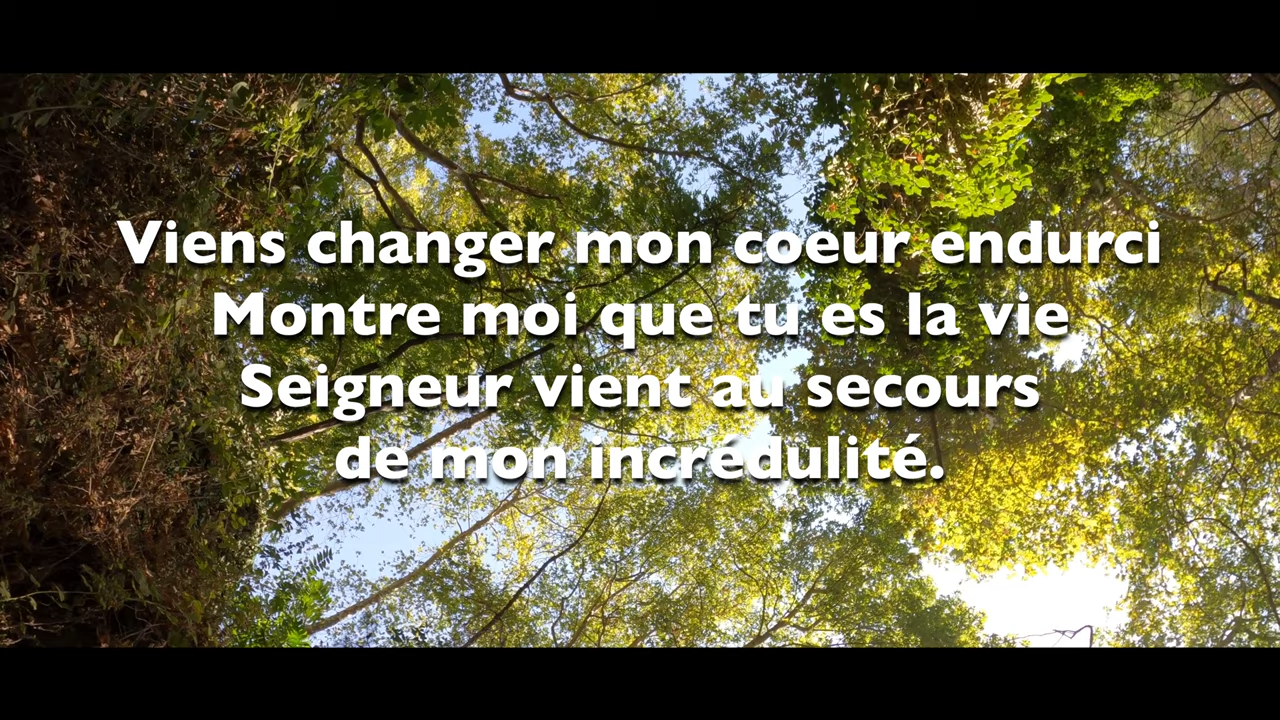 Viens changer mon coeur endurci
Montre moi que tu es la vie
Seigneur vient au secours
de mon incrédulité.